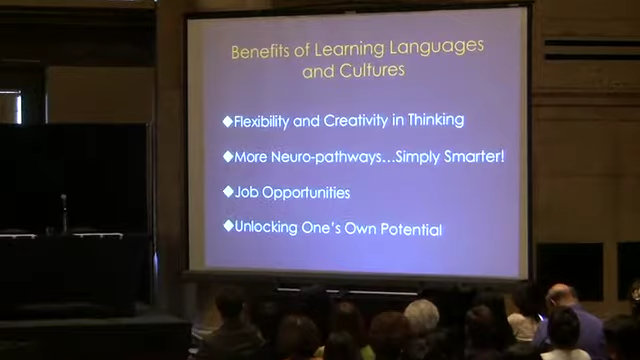 Benefits of Learning Languages
and Cultures
◆Flexibility and Creativity in Thinking
◆More Neuro-pathways...Simply Smarter!
◆Job Opportunities
◆Unlocking One's Own Potential